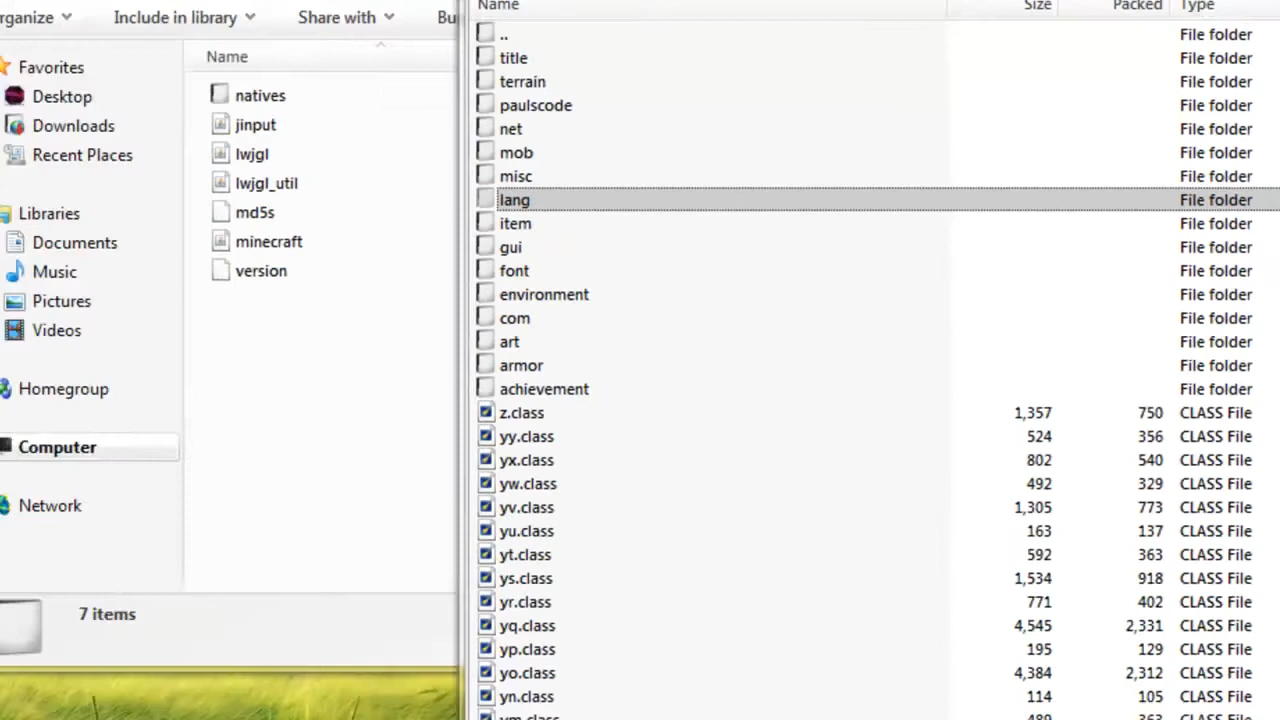 rganize Include in library Share with Bu
Favorites
Desktop
Downloads
Recent Places
Libraries
Documents
Music
Pictures
Videos
Homegroup
Computer
Network
Name
natives
jinput
lwjgl
lwjgl_util
md5s
minecraft
version
7 items
Name Size Packed Type
.. File folder
title File folder
terrain File folder
paulscode File folder
net File folder
mob File folder
misc File folder
lang File folder
item File folder
gui File folder
font File folder
environment File folder
com File folder
art File folder
armor File folder
achievement File folder
z.class 1,357 750 CLASS File
yy.class 524 356 CLASS File
yx.class 802 540 CLASS File
yw.class 492 329 CLASS File
yv.class 1,305 773 CLASS File
yu.class 163 137 CLASS File
yt.class 592 363 CLASS File
ys.class 1,534 918 CLASS File
yr.class 771 402 CLASS File
yq.class 4,545 2,331 CLASS File
yp.class 195 129 CLASS File
yo.class 4,384 2,312 CLASS File
yn.class 114 105 CLASS File
ym.class 489 363 CLASS File